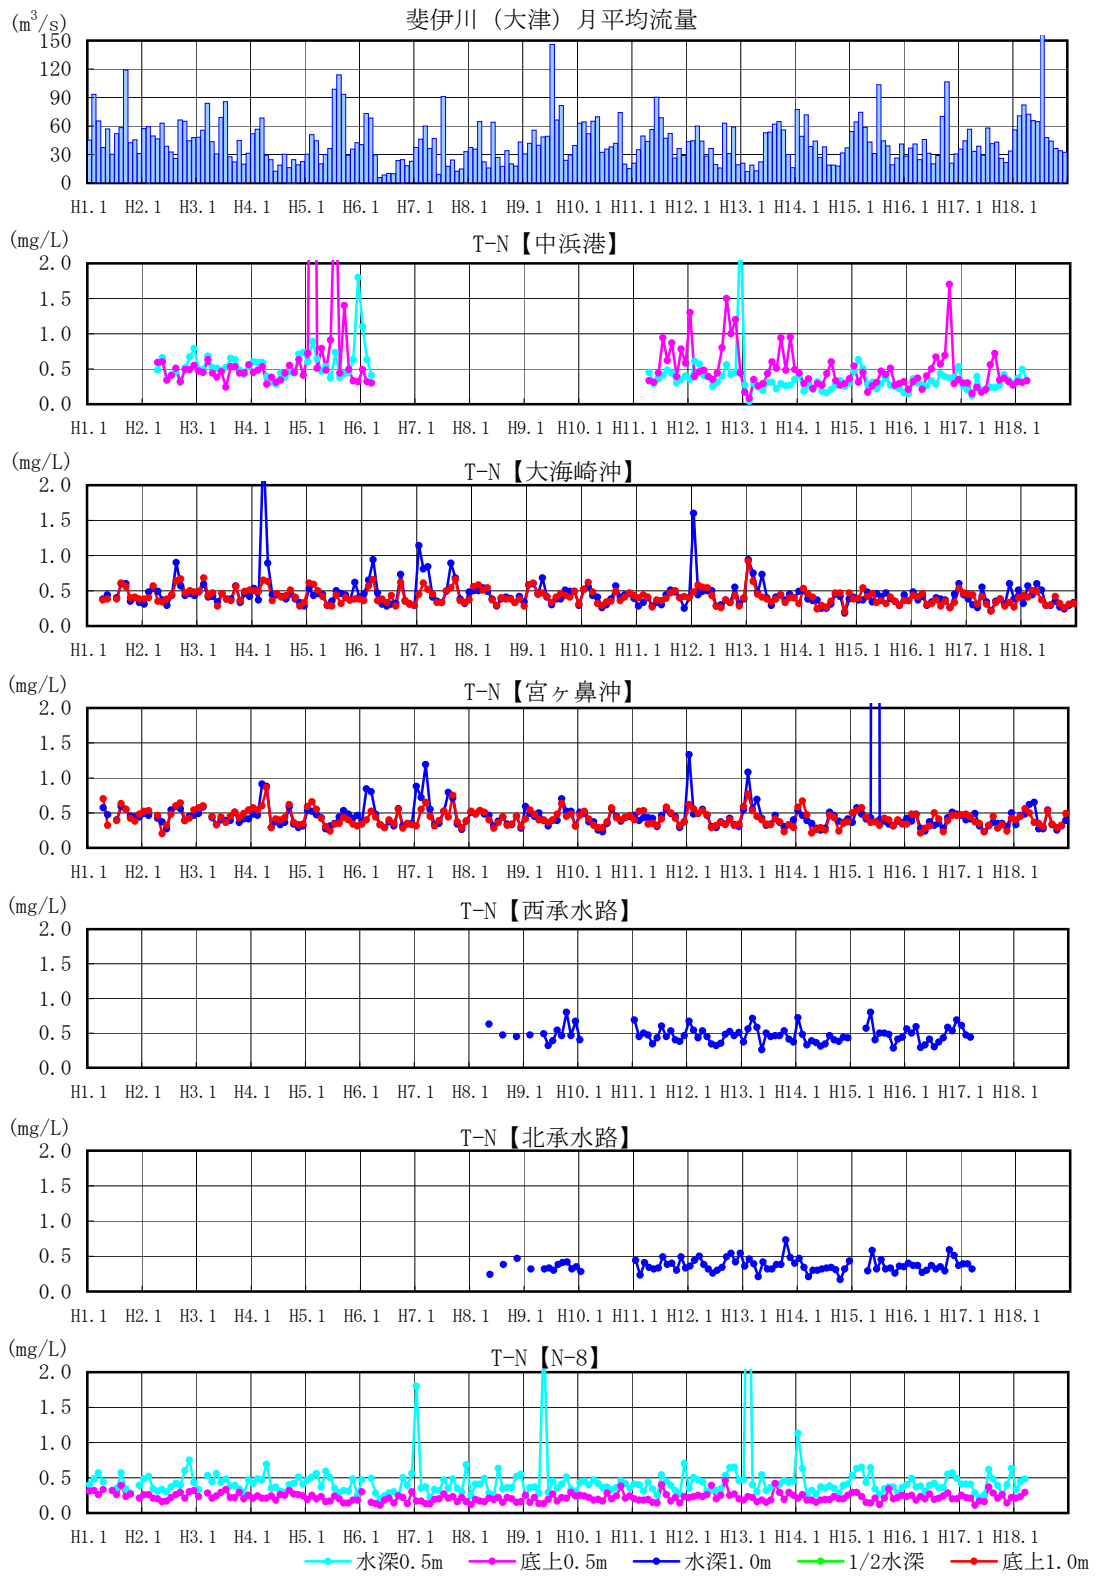 斐伊川（大津）月平均流量
(m³/s)
150
120
90
60
30
0
H1.1 H2.1 H3.1 H4.1 H5.1 H6.1 H7.1 H8.1 H9.1 H10.1 H11.1 H12.1 H13.1 H14.1 H15.1 H16.1 H17.1 H18.1
(mg/L)
T-N【中浜港】
2.0
1.5
1.0
0.5
0.0
H1.1 H2.1 H3.1 H4.1 H5.1 H6.1 H7.1 H8.1 H9.1 H10.1 H11.1 H12.1 H13.1 H14.1 H15.1 H16.1 H17.1 H18.1
(mg/L)
T-N【大海崎沖】
2.0
1.5
1.0
0.5
0.0
H1.1 H2.1 H3.1 H4.1 H5.1 H6.1 H7.1 H8.1 H9.1 H10.1 H11.1 H12.1 H13.1 H14.1 H15.1 H16.1 H17.1 H18.1
(mg/L)
T-N【宮ヶ鼻沖】
2.0
1.5
1.0
0.5
0.0
H1.1 H2.1 H3.1 H4.1 H5.1 H6.1 H7.1 H8.1 H9.1 H10.1 H11.1 H12.1 H13.1 H14.1 H15.1 H16.1 H17.1 H18.1
(mg/L)
T-N【西承水路】
2.0
1.5
1.0
0.5
0.0
H1.1 H2.1 H3.1 H4.1 H5.1 H6.1 H7.1 H8.1 H9.1 H10.1 H11.1 H12.1 H13.1 H14.1 H15.1 H16.1 H17.1 H18.1
(mg/L)
T-N【北承水路】
2.0
1.5
1.0
0.5
0.0
H1.1 H2.1 H3.1 H4.1 H5.1 H6.1 H7.1 H8.1 H9.1 H10.1 H11.1 H12.1 H13.1 H14.1 H15.1 H16.1 H17.1 H18.1
(mg/L)
T-N【N-8】
2.0
1.5
1.0
0.5
0.0
H1.1 H2.1 H3.1 H4.1 H5.1 H6.1 H7.1 H8.1 H9.1 H10.1 H11.1 H12.1 H13.1 H14.1 H15.1 H16.1 H17.1 H18.1
水深0.5m 底上0.5m 水深1.0m 1/2水深 底上1.0m